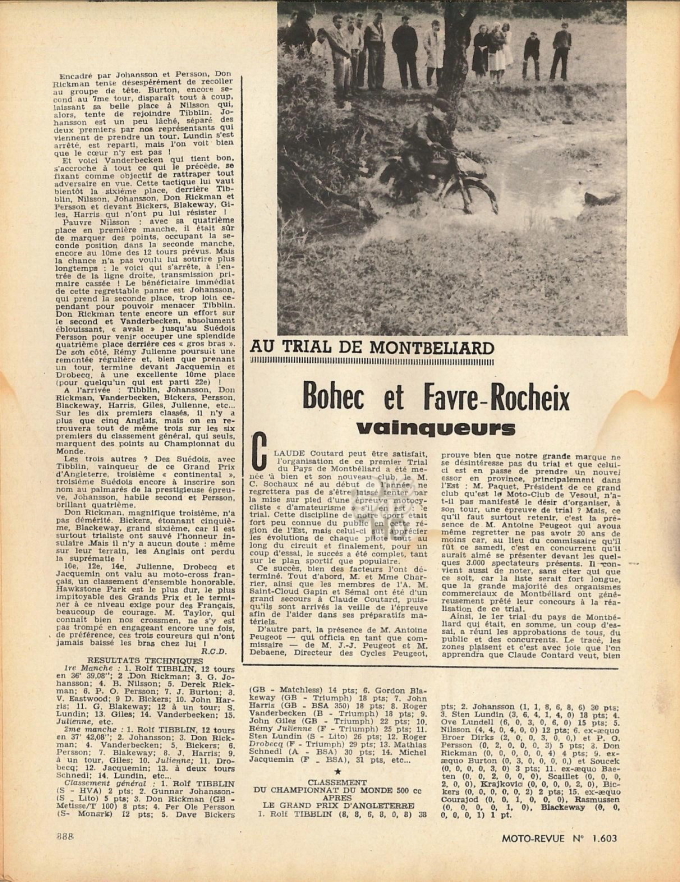 Encadré par Johansson et Persson, Don
Rickman tente désespérément de recoller
au groupe de tête. Burton, encore se-
cond au 7me tour, disparaît tout à coup,
laissant sa belle place à Nilsson qui,
alors, tente de rejoindre Tibblin. Jo-
hansson est un peu lâché, séparé des
deux premiers par nos représentants qui
viennent de prendre un tour. Lundin s'est
arrêté, est reparti, mais l'on voit bien
que le cœur n'y est pas !
Et voici Vanderbecken qui tient bon,
s'accroche à tout ce qui le précède, se
fixant comme objectif de rattraper tout
adversaire en vue. Cette tactique lui vaut
bientôt la sixième place, derrière Tib-
blin, Nilsson, Johansson, Don Rickman et
Persson et devant Bickers, Blakeway, Gi-
les, Harris qui n'ont pu lui résister !
Pauvre Nilsson : avec sa quatrième
place en première manche, il était sûr
de marquer des points, occupant la se-
conde position dans la seconde manche,
encore au 10me des 12 tours prévus. Mais
la chance n'a pas voulu lui sourire plus
longtemps : le voici qui s'arrête, à l'en-
trée de la ligne droite, transmission pri-
maire cassée ! Le bénéficiaire immédiat
de cette regrettable panne est Johansson,
qui prend la seconde place, trop loin ce-
pendant pour pouvoir menacer Tibblin.
Don Rickman tente encore un effort sur
le second et Vanderbecken, absolument
éblouissant, « avale » jusqu'au Suédois
Persson pour venir occuper une splendide
quatrième place derrière ces « gros bras ».
De son côté, Rémy Julienne poursuit une
remontée régulière et, bien que prenant
un tour, termine devant Jacquemin et
Drobecq, à une excellente 10me place
(pour quelqu'un qui est parti 22e) !
A l'arrivée : Tibblin, Johansson, Don
Rickman, Vanderbecken, Bickers, Persson,
Blackeway, Harris, Giles, Julienne, etc...
Sur les dix premiers classés, il n'y a
plus que cinq Anglais, mais on en re-
trouvera tout de même trois sur les six
premiers du classement général, qui seuls,
marquent des points au Championnat du
Monde.
Les trois autres ? Des Suédois, avec
Tibblin, vainqueur de ce Grand Prix
d'Angleterre, troisième « continental »,
troisième Suédois encore à inscrire son
nom au palmarès de la prestigieuse épreu-
ve, Johansson, habile second et Persson,
brillant quatrième.
Don Rickman, magnifique troisième, n'a
pas démérité. Bickers, étonnant cinquiè-
me, Blackeway, grand sixième, car il est
surtout trialiste ont sauvé l'honneur in-
sulaire .Mais il n'y a aucun doute : même
sur leur terrain, les Anglais ont perdu
la suprématie !
10e, 12e, 14e, Julienne, Drobecq et
Jacquemin ont valu au moto-cross fran-
çais, un classement d'ensemble honorable.
Hawkstone Park est le plus dur, le plus
impitoyable des Grands Prix et le termi-
ner à ce niveau exige pour des Français,
beaucoup de courage. M. Taylor, qui
connaît bien nos crossmen, ne s'y est
pas trompé en engageant encore une fois,
de préférence, ces trois coureurs qui n'ont
jamais baissé les bras chez lui !
R.C.D.
RESULTATS TECHNIQUES
1re Manche : 1. Rolf TIBBLIN, 12 tours
en 36' 39,08''; 2 .Don Rickman; 3. G. Jo-
hansson; 4. B. Nilsson; 5. Derek Rick-
man; 6. P. O. Persson; 7. J. Burton; 8.
V. Eastwood; 9 D. Bickers; 10. John Har-
ris; 11. G. Blakeway; 12 à un tour; S.
Lundin; 13. Giles; 14. Vanderbecken; 15.
Julienne, etc.
2me manche : 1. Rolf TIBBLIN, 12 tours
en 37' 42,08''; 2. Johansson; 3. Don Rick-
man; 4. Vanderbecken; 5. Bickers; 6.
Persson; 7. Blakeway; 8. J. Harris; 9.
à un tour, Giles; 10. Julienne; 11. Dro-
becq; 12. Jacquemin; 13. à deux tours
Schnedl; 14. Lundin, etc...
Classement général : 1. Rolf TIBBLIN
(S - HVA) 2 pts; 2. Gunnar Johansson-
(S _ Lito) 5 pts; 3. Don Rickman (GB -
Metisse/T 100) 8 pts; 4. Per Ole Persson
(S- Monark) 12 pts; 5. Dave Bickers
(GB - Matchless) 14 pts; 6. Gordon Bla-
keway (GB - Triumph) 18 pts; 7. John
Harris (GB - BSA 350) 18 pts; 8. Roger
Vanderbecken (B - Triumph) 18 pts; 9.
John Giles (GB - Triumph) 22 pts; 10.
Rémy Julienne (F - Triumph) 25 pts; 11.
Sten Lundin (S - Lito) 26 pts; 12. Roger
Drobecq (F - Triumph) 29 pts; 13. Mathias
Schnedl (A - BSA) 30 pts; 14. Michel
Jacquemin (F _ BSA), 31 pts, etc...
★
CLASSEMENT
DU CHAMPIONNAT DU MONDE 500 cc
APRES
LE GRAND PRIX D'ANGLETERRE
1. Rolf TIBBLIN (8, 8, 6, 8, 0, 8) 38
pts; 2. Johansson (1, 1, 8, 6, 8, 6) 30 pts;
3. Sten Lundin (3, 6, 4, 1, 4, 0) 18 pts; 4.
Ove Lundell (6, 0, 3, 0, 6, 0) 15 pts; 5.
Nilsson (4, 4, 0, 4, 0, 0) 12 pts; 6. ex-æquo
Broer Dirks (2, 0, 0, 3, 0, 0,) et P. O.
Persson (0, 2, 0, 0, 0, 3) 5 pts; 8. Don
Rickman (0, 0, 0, 0, 0, 4) 4 pts; 9. ex-
æquo Burton (0, 3, 0, 0, 0, 0,) et Soucek
(0, 0, 0, 0, 3, 0) 3 pts; 11. ex-æquo Bae-
ten (0, 0, 2, 0, 0, 0), Scaillet (0, 0, 0,
2, 0, 0), Krajkovic (0, 0, 0, 0, 2, 0), Bic-
kers (0, 0, 0, 0, 0, 2) 2 pts; 15. ex-æquo
Courajod (0, 0, 1, 0, 0, 0), Rasmussen
(0, 0, 0, 0, 1, 0), Blackeway (0, 0,
0, 0, 0, 1) 1 pt.
AU TRIAL DE MONTBELIARD
Bohec et Favre-Rocheix
vainqueurs
CLAUDE Coutard peut être satisfait,
l'organisation de ce premier Trial
du Pays de Montbéliard a été me-
née à bien et son nouveau club, le M.
C. Sochaux né au début de l'année, ne
regrettera pas de s'être
la mise sur pied d'une épreuve motocy-
cliste « d'amateurisme
trial. Cette discipline de notre sport était
fort peu connue du public de la ré-
gion de l'Est, mais celui-ci sut apprécier
les évolutions de chaque pilote sur le
long du circuit et finalement, pour un
coup d'essai, le succès a été complet, tant
sur le plan sportif que populaire.
Ce succès, bien des facteurs l'ont dé-
terminé. Tout d'abord, M. et Mme Char-
rier, ainsi que les membres de l'A. M.
Saint-Cloud Gapin et Sémal ont été d'un
grand secours à Claude Coutard, puis-
qu'ils sont arrivés la veille de l'épreuve
afin de l'aider dans ses préparatifs ma-
tériels.
D'autre part, la présence de M. Antoine
Peugeot — qui officia en tant que com-
missaire — de M. J.-J. Peugeot et M.
Debaene, Directeur des Cycles Peugeot,
prouve bien que notre grande marque ne
se désintéresse pas du trial et que celui-
ci est en passe de prendre un nouvel
essor en province, principalement dans
l'Est : M. Paquet, Président de ce grand
club qu'est le Moto-Club de Vesoul, n'a-
t-il pas manifesté le désir d'organiser, à
son tour, une épreuve de trial ? Mais, ce
qu'il faut surtout retenir, c'est la pré-
sence de M. Antoine Peugeot qui avoua
même regretter ne pas avoir 20 ans de
moins car, au lieu du commissaire qu'il
fût ce samedi, c'est en concurrent qu'il
aurait aimé se présenter devant les quel-
ques 3.000 spectateurs présents. Il con-
vient aussi de noter, sans citer qui que
ce soit, car la liste serait fort longue,
que la grande majorité des organismes
commerciaux de Montbéliard ont géné-
reusement prêté leur concours à la réa-
lisation de ce trial.
Ainsi, le 1er trial du pays de Montbé-
liard qui était, en somme, un coup d'es-
sai, a réuni les approbations de tous, du
public et des concurrents. Le tracé, les
zones plaisent et c'est avec joie que l'on
apprendra que Claude Coutard veut, bien
888
MOTO-REVUE N° 1.603